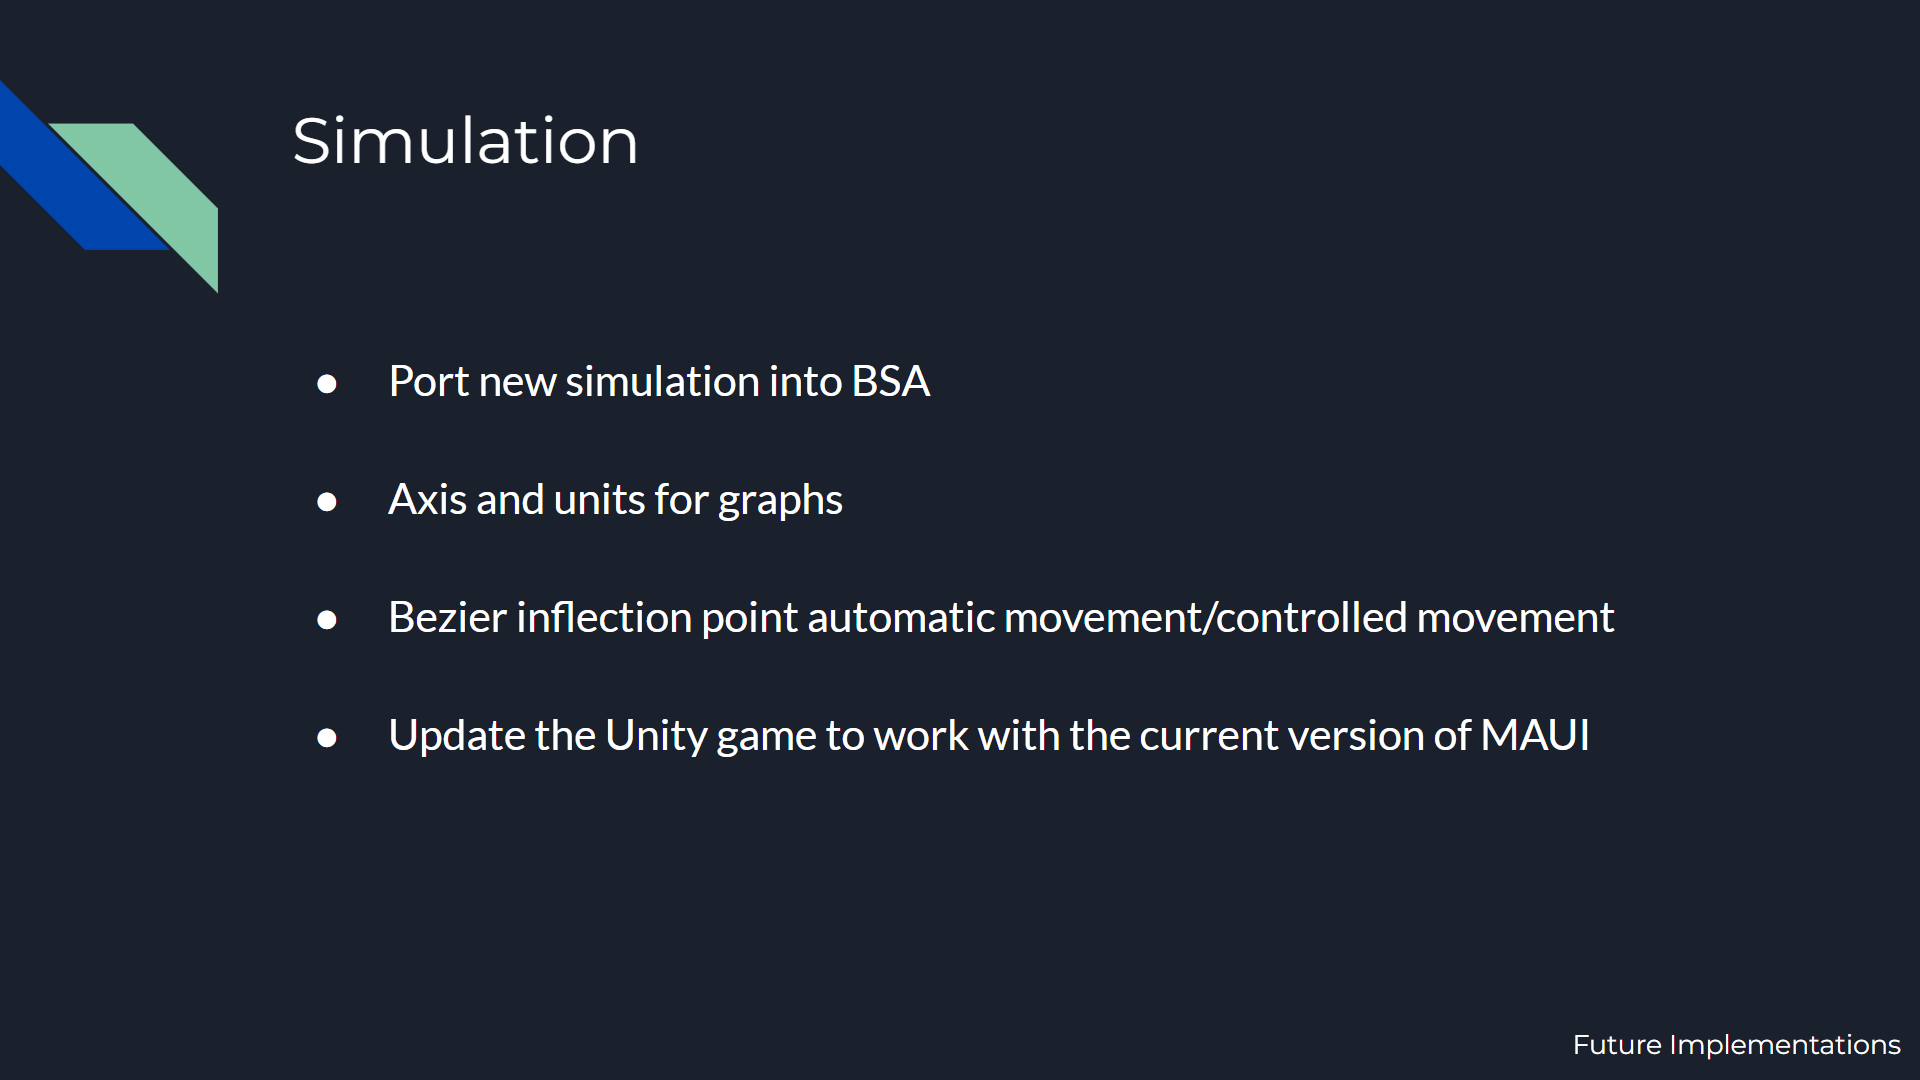 Simulation
● Port new simulation into BSA
● Axis and units for graphs
● Bezier inflection point automatic movement/controlled movement
● Update the Unity game to work with the current version of MAUI
Future Implementations